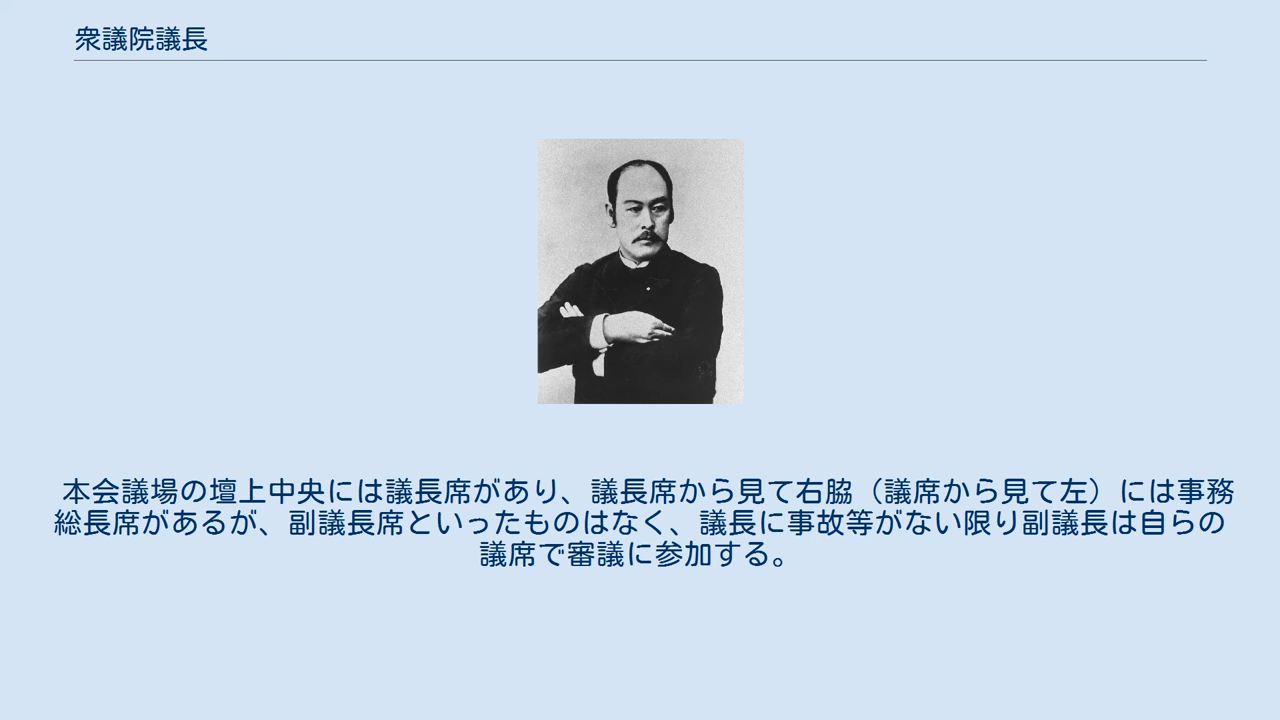 衆議院議長
本会議場の壇上中央には議長席があり、議長席から見て右脇（議席から見て左）には事務
総長席があるが、副議長席といったものはなく、議長に事故等がない限り副議長は自らの
議席で審議に参加する。